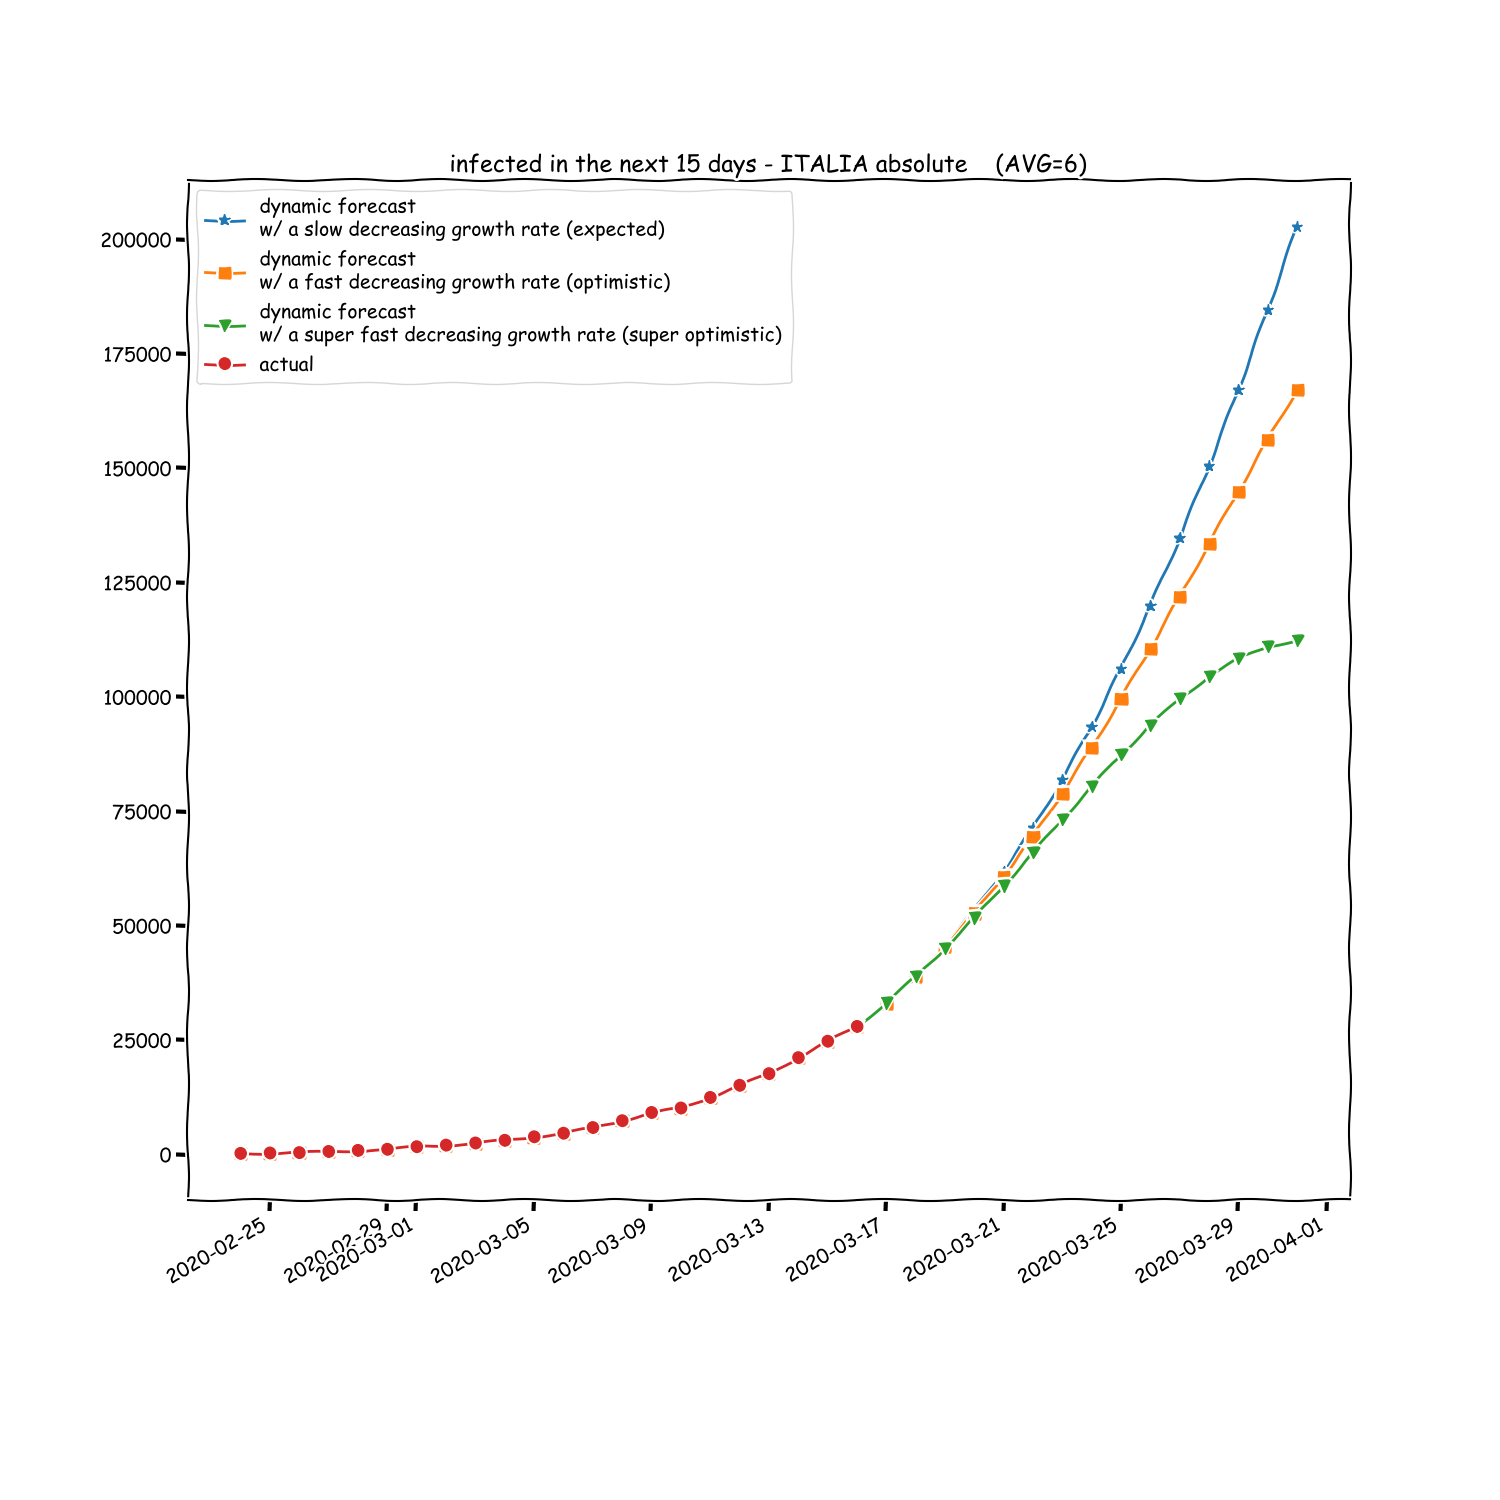 infected in the next 15 days - ITALIA absolute    (AVG=6)
dynamic forecast
w/ a slow decreasing growth rate (expected)
dynamic forecast
w/ a fast decreasing growth rate (optimistic)
dynamic forecast
w/ a super fast decreasing growth rate (super optimistic)
actual
200000
175000
150000
125000
100000
75000
50000
25000
0
2020-02-25
2020-02-29
2020-03-01
2020-03-05
2020-03-09
2020-03-13
2020-03-17
2020-03-21
2020-03-25
2020-03-29
2020-04-01